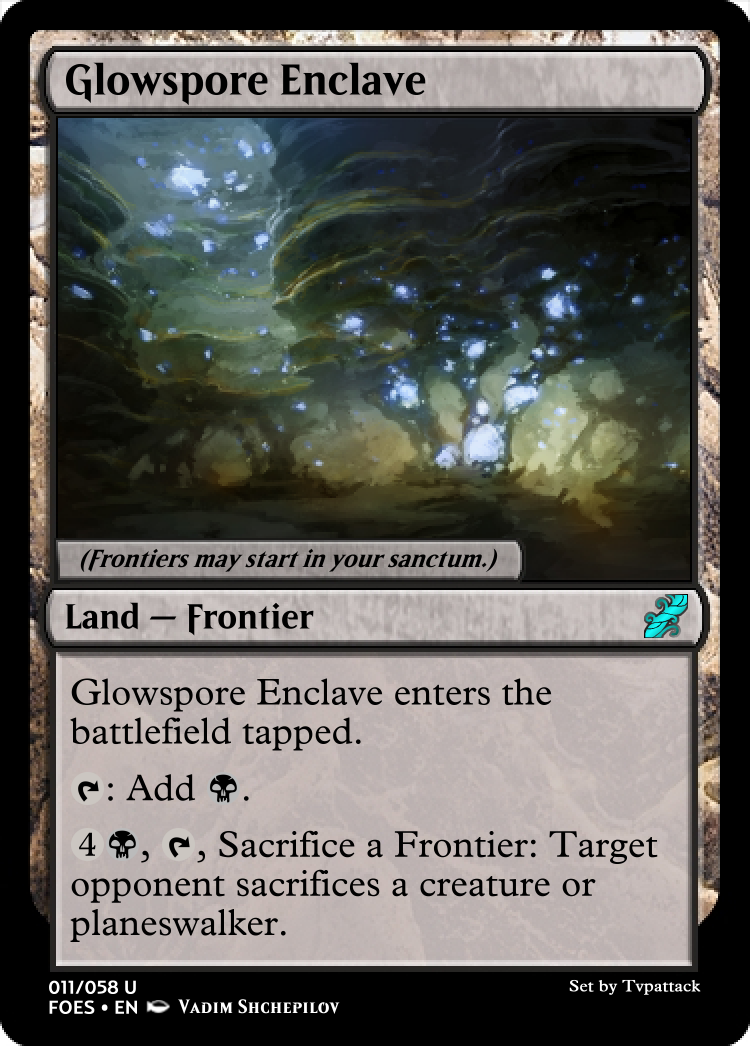 Glowspore Enclave
(Frontiers may start in your sanctum.)
Land — Frontier
Glowspore Enclave enters the
battlefield tapped.
: Add .
4 , , Sacrifice a Frontier: Target
opponent sacrifices a creature or
planeswalker.
011/058 U
Set by Tvpattack
FOES • EN VADIM SHCHEPILOV